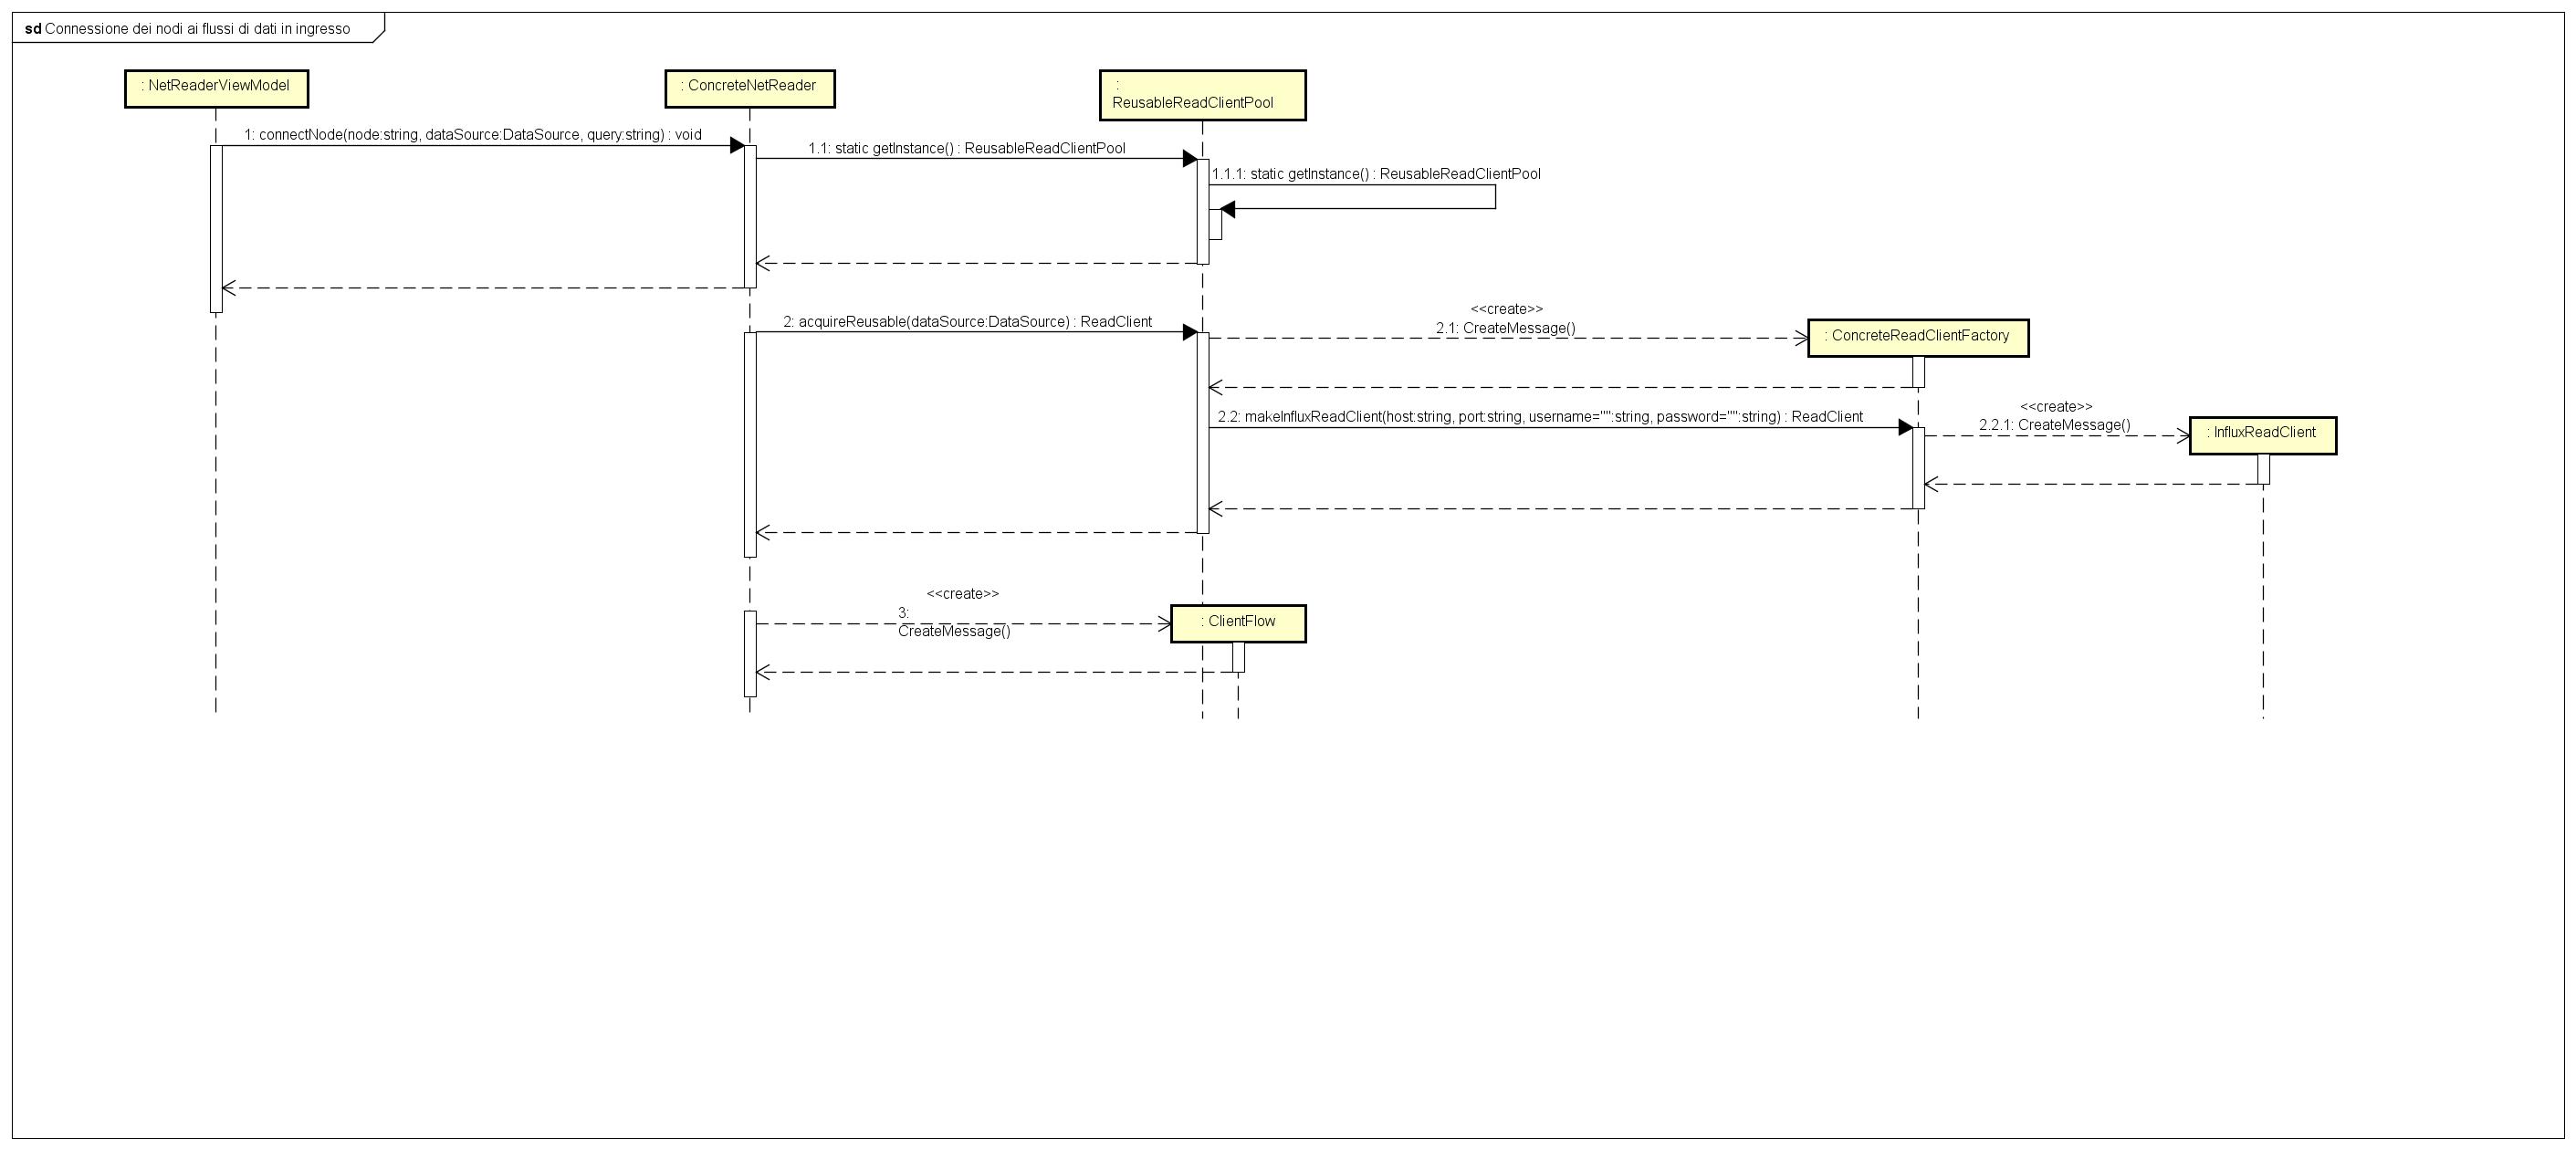 sd Connessione dei nodi ai flussi di dati in ingresso
: NetReaderViewModel
: ConcreteNetReader
:
ReusableReadClientPool
1: connectNode(node:string, dataSource:DataSource, query:string) : void
1.1: static getInstance() : ReusableReadClientPool
1.1.1: static getInstance() : ReusableReadClientPool
<<create>>
2: acquireReusable(dataSource:DataSource) : ReadClient
2.1: CreateMessage()
: ConcreteReadClientFactory
<<create>>
2.2: makeInfluxReadClient(host:string, port:string, username="":string, password="":string) : ReadClient
2.2.1: CreateMessage()
: InfluxReadClient
<<create>>
3:
CreateMessage()
: ClientFlow